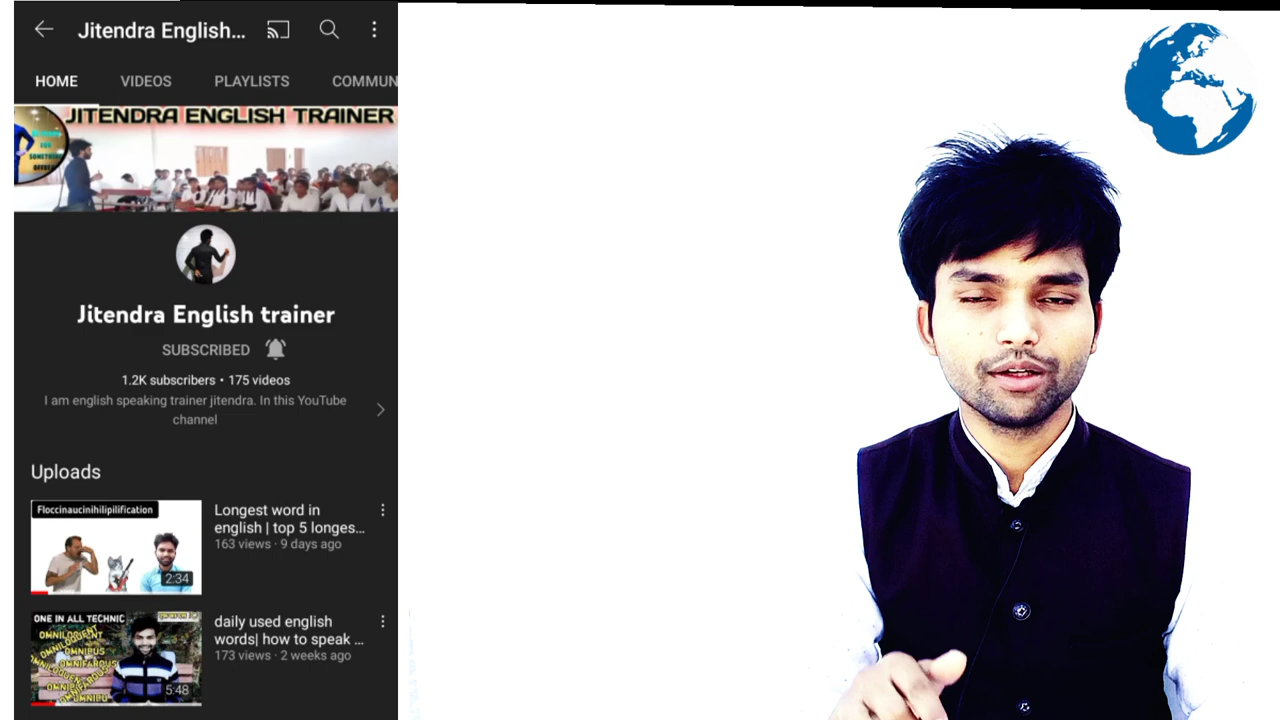 Jitendra English...
HOME VIDEOS PLAYLISTS COMMUN
JITENDRA ENGLISH TRAINER
Jitendra English trainer
SUBSCRIBED
1.2K subscribers • 175 videos
I am english speaking trainer jitendra. In this YouTube
channel
Uploads
Floccinaucinihilipilification
2:34
Longest word in
english | top 5 longes...
163 views · 9 days ago
ONE IN ALL TECHNIC
OMNILOQUENT
OMNIBUS
OMNIFAROUS
5:48
daily used english
words| how to speak ...
173 views · 2 weeks ago